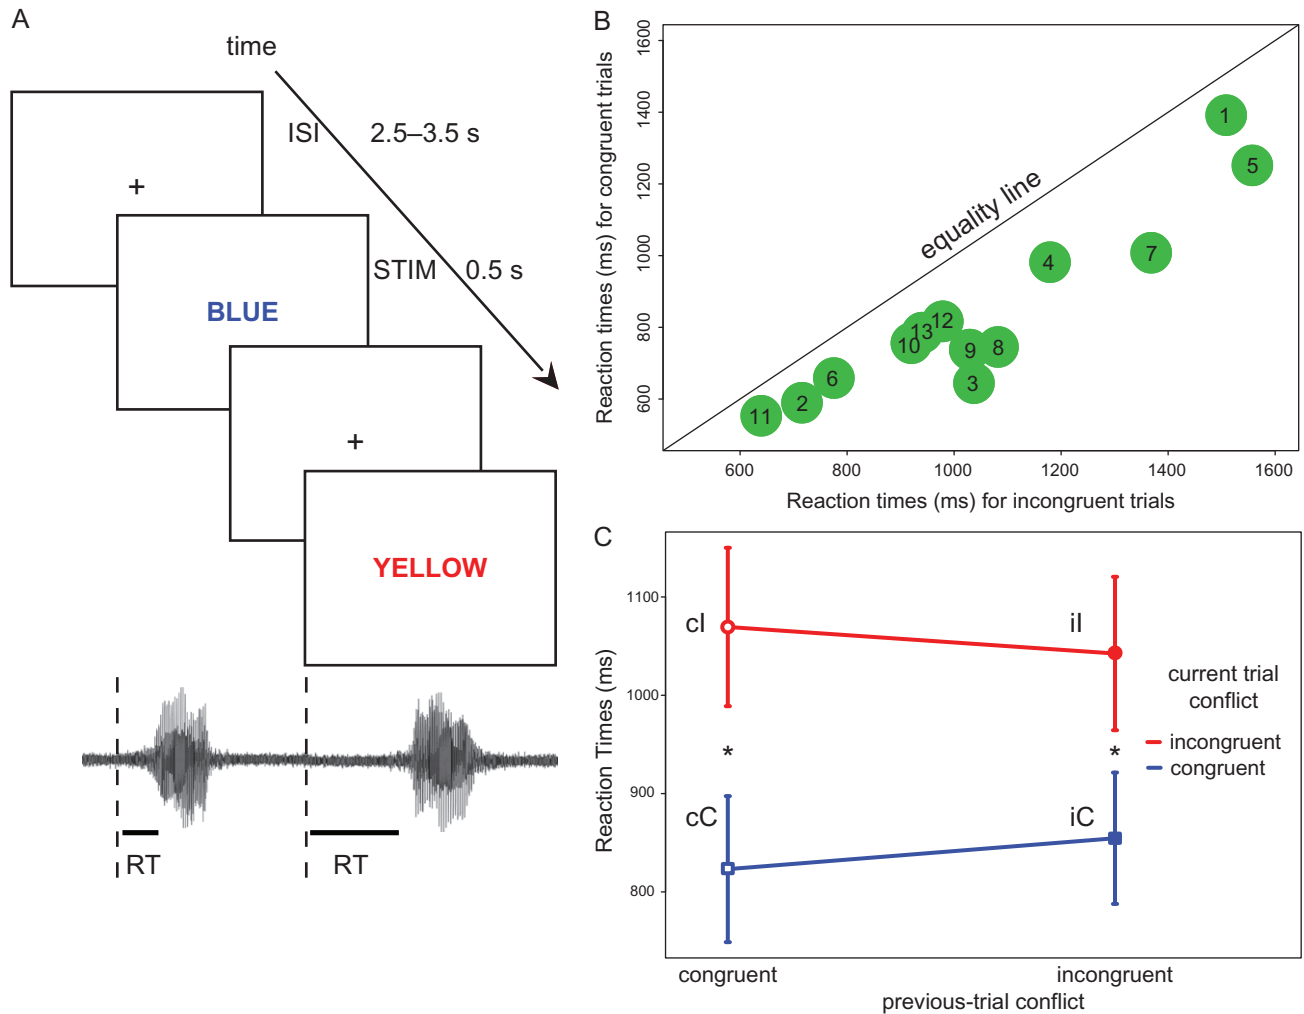 A
time
ISI
2.5–3.5 s
+
STIM
0.5 s
BLUE
+
YELLOW
RT
RT
B
Reaction times (ms) for congruent trials
1600
1400
1200
1000
800
600
equality line
1
5
4
7
12
13
10
9
8
3
6
2
11
600 800 1000 1200 1400 1600
Reaction times (ms) for incongruent trials
C
Reaction Times (ms)
1100
1000
900
800
cI
iI
*
*
cC
iC
current trial
conflict
incongruent
congruent
congruent
incongruent
previous-trial conflict